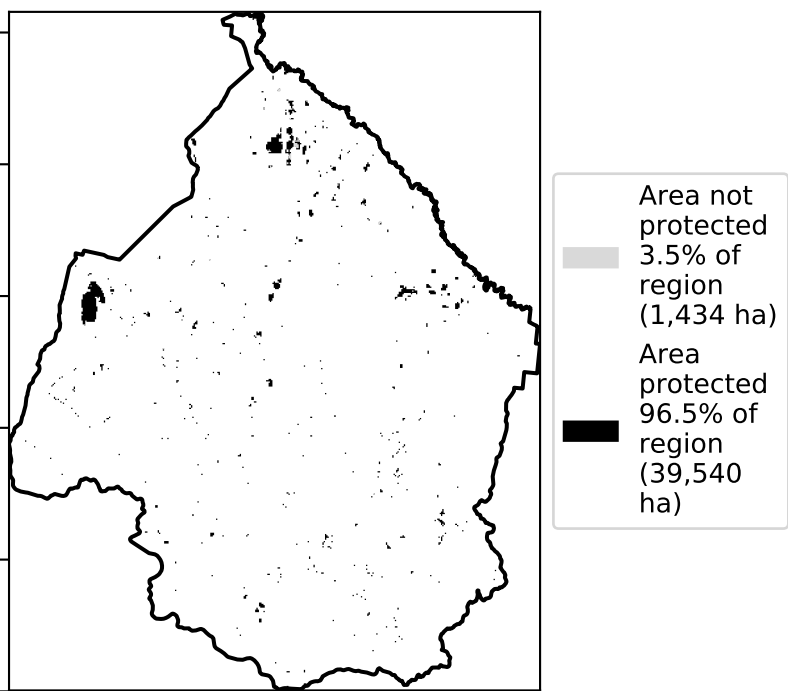 Area not
protected
3.5% of
region
(1,434 ha)
Area
protected
96.5% of
region
(39,540
ha)